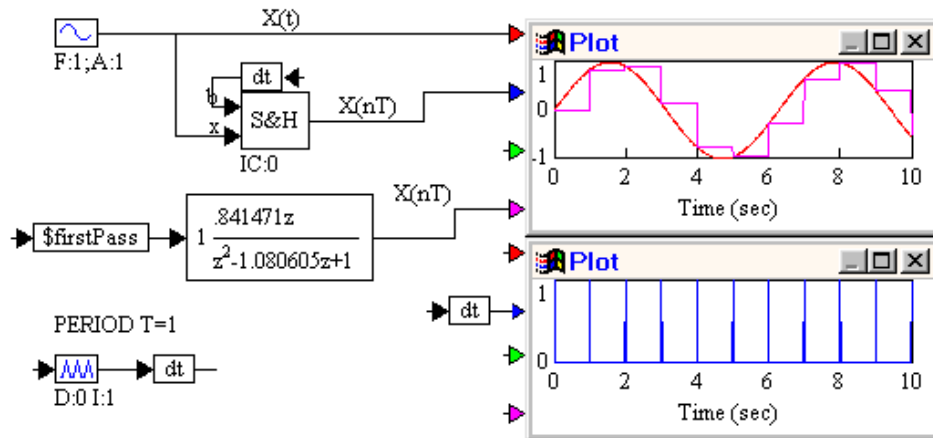 X(t)
F:1;A:1
dt
b
S&H
x
X(nT)
IC:0
X(nT)
$firstPass
1 .841471z
z2-1.080605z+1
PERIOD T=1
dt
D:0 I:1
dt
Plot
1
0
-1
0 2 4 6 8 10
Time (sec)
Plot
1
0
0 2 4 6 8 10
Time (sec)